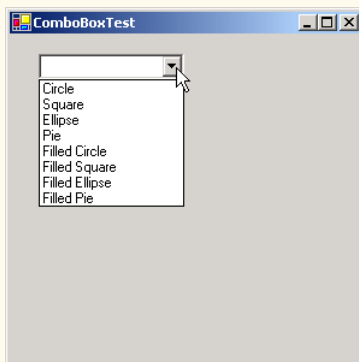 ComboBoxTest
Circle
Square
Ellipse
Pie
Filled Circle
Filled Square
Filled Ellipse
Filled Pie